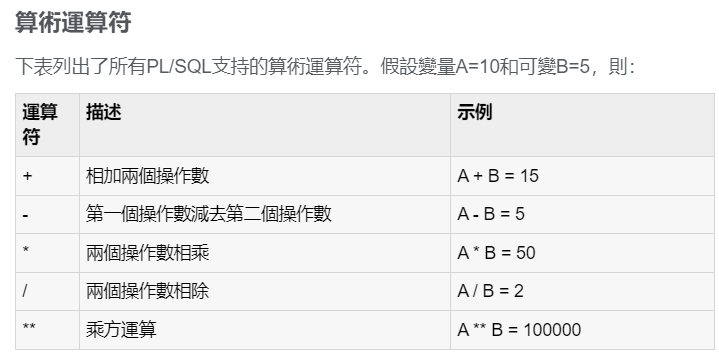 算術運算符
下表列出了所有PL/SQL支持的算術運算符。假設變量A=10和可變B=5，則：
運算
符
描述
示例
+
相加兩個操作數
A + B = 15
-
第一個操作數減去第二個操作數
A - B = 5
*
兩個操作數相乘
A * B = 50
/
兩個操作數相除
A / B = 2
**
乘方運算
A ** B = 100000